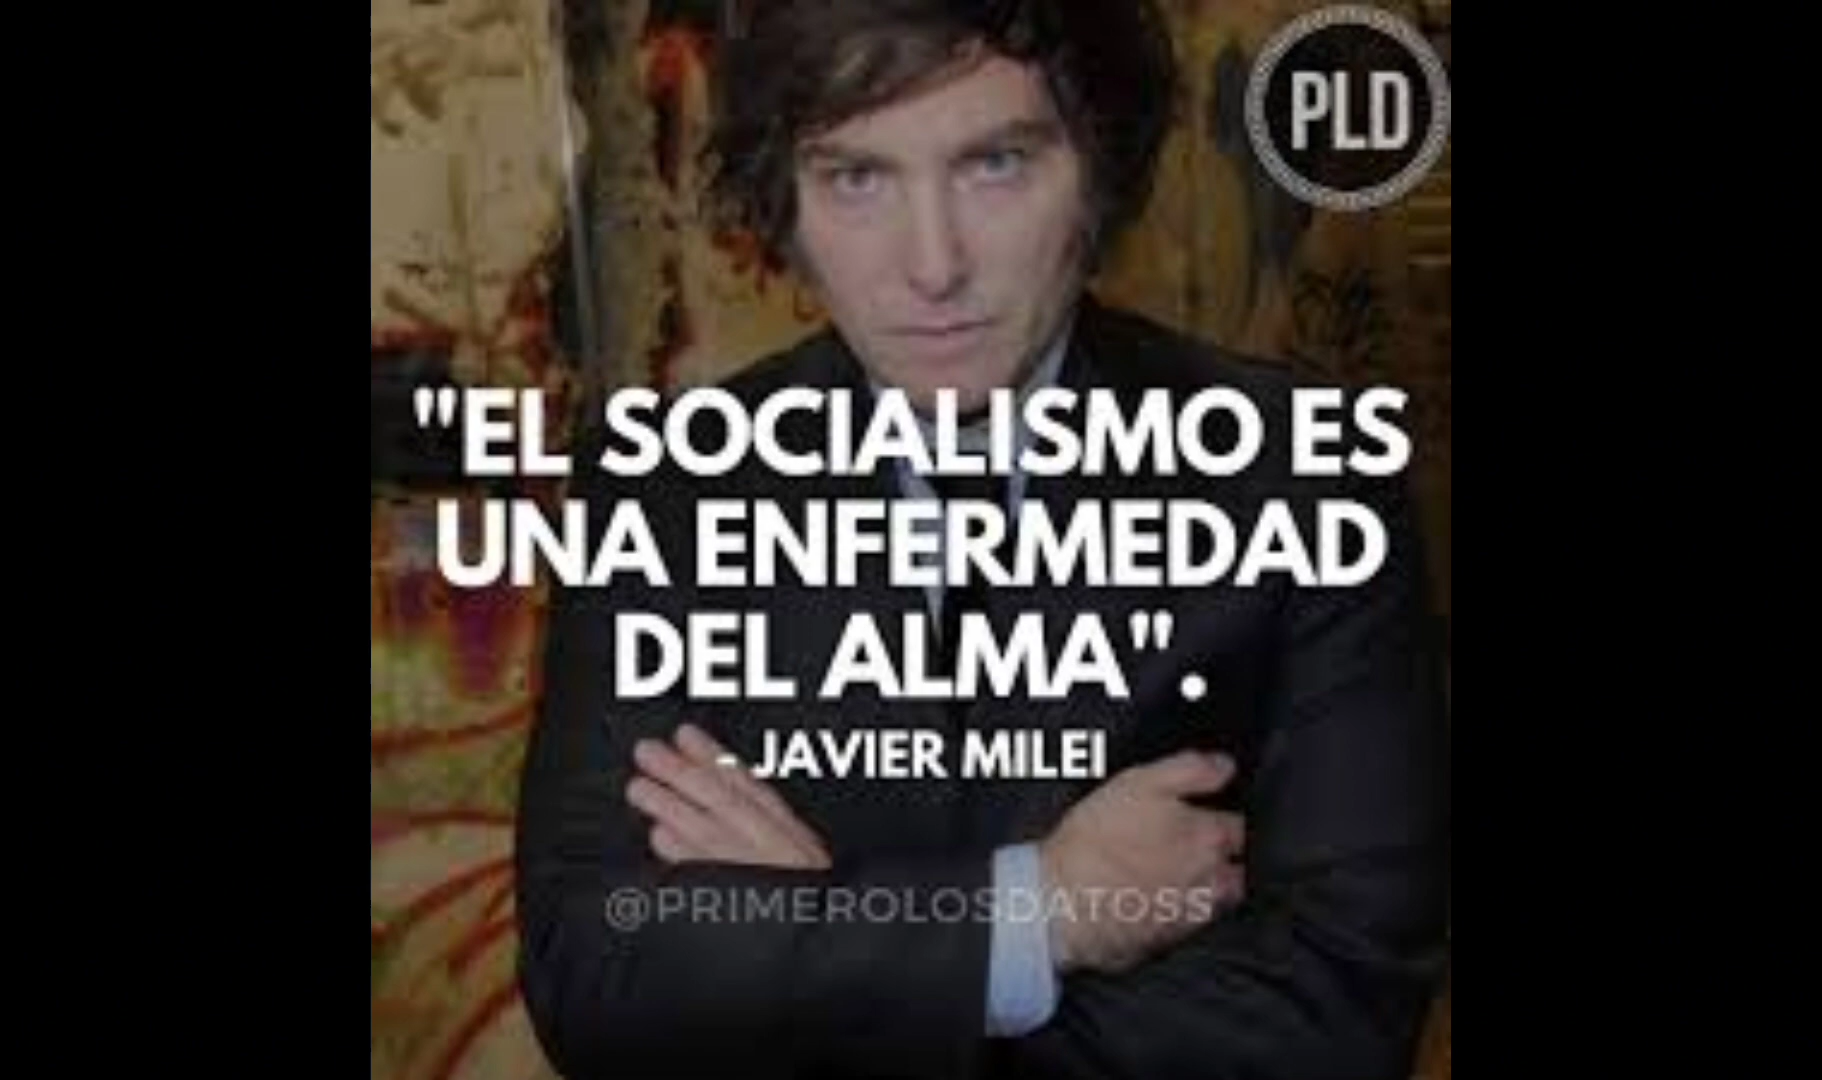 PLD
"EL SOCIALISMO ES
UNA ENFERMEDAD
DEL ALMA".
- JAVIER MILEI
@PRIMEROLOSDATOSS